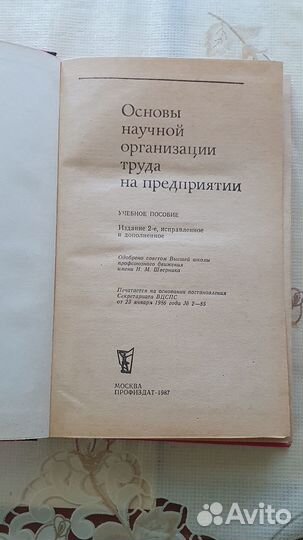 Основы
научной
организации
труда
на предприятии
УЧЕБНОЕ ПОСОБИЕ
Издание 2-е, исправленное
и дополненное
Одобрено советом Высшей школы
профсоюзного движения
имени Н. М. Шверника
Печатается на основании постановления
Секретариата ВЦСПС
от 23 января 1986 года № 2—85
МОСКВА
ПРОФИЗДАТ—1987
Avito